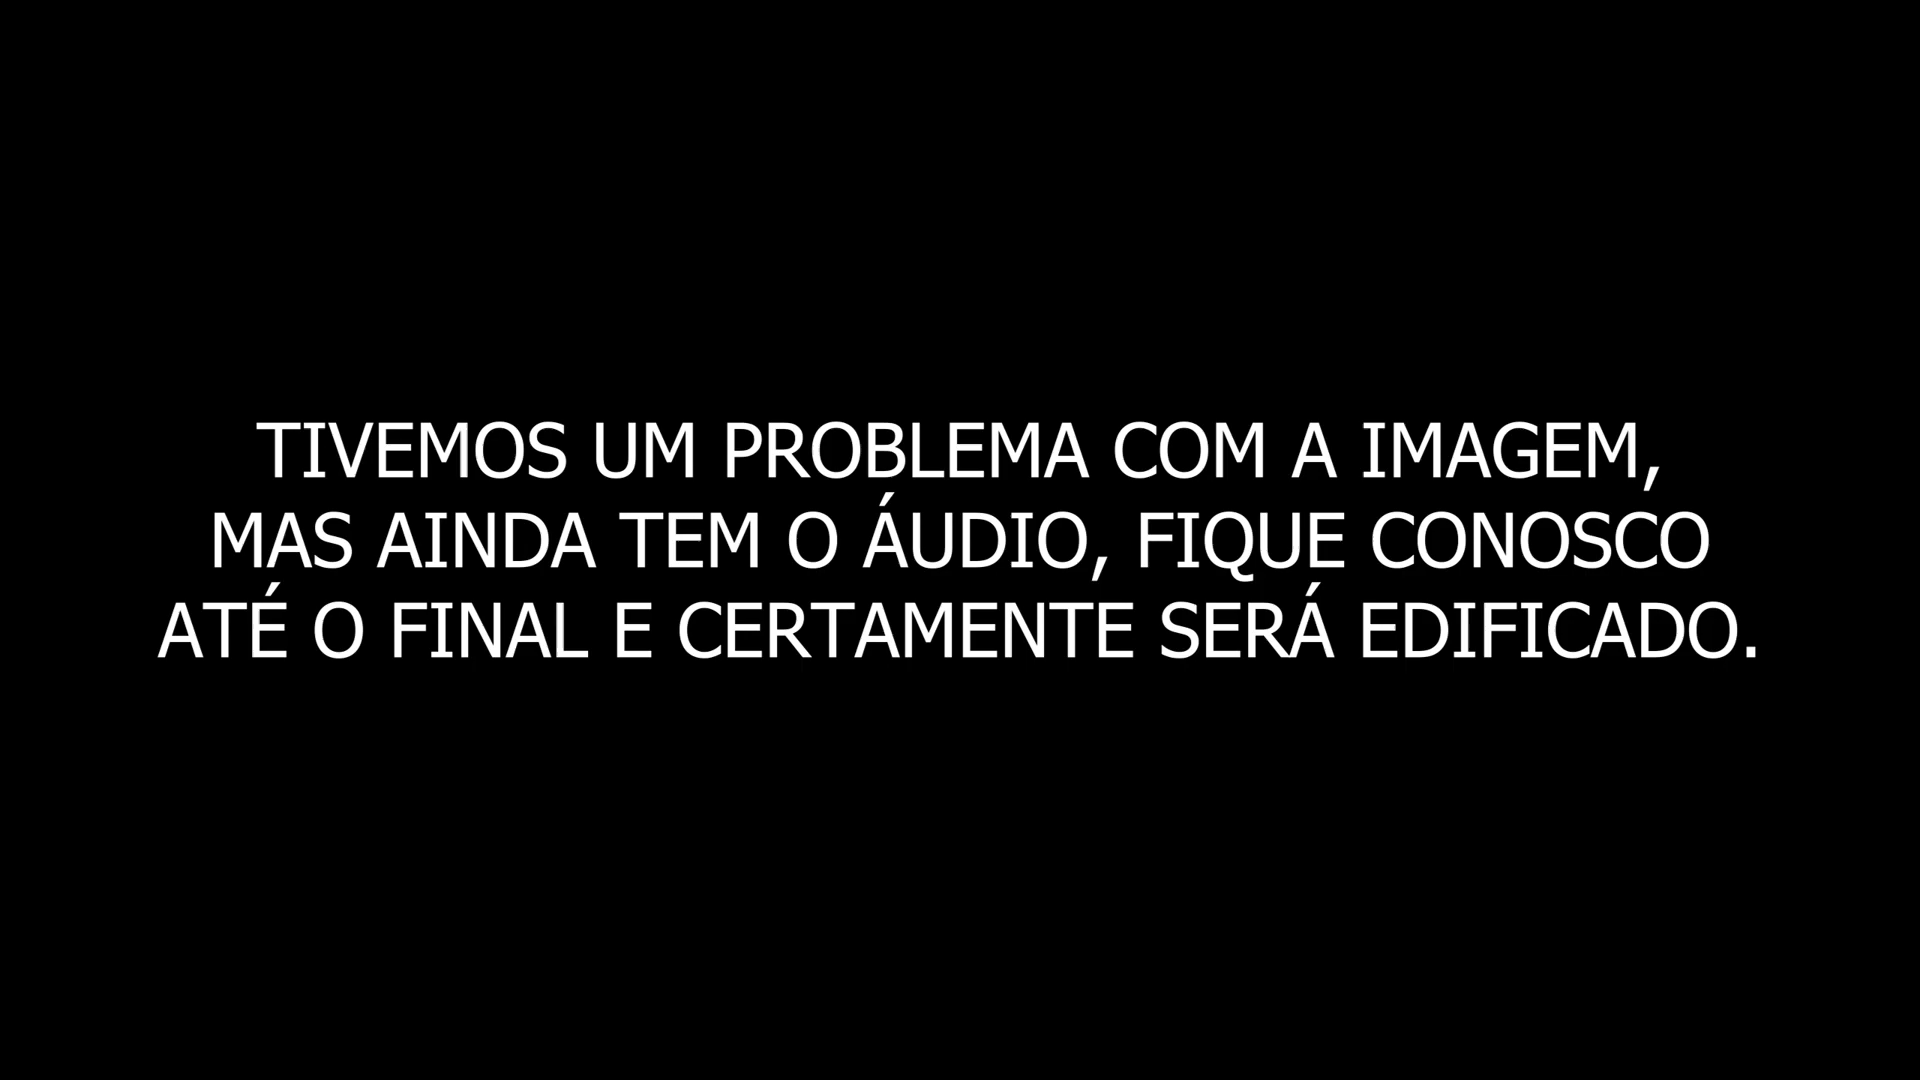 TIVEMOS UM PROBLEMA COM A IMAGEM,
MAS AINDA TEM O ÁUDIO, FIQUE CONOSCO
ATÉ O FINAL E CERTAMENTE SERÁ EDIFICADO.